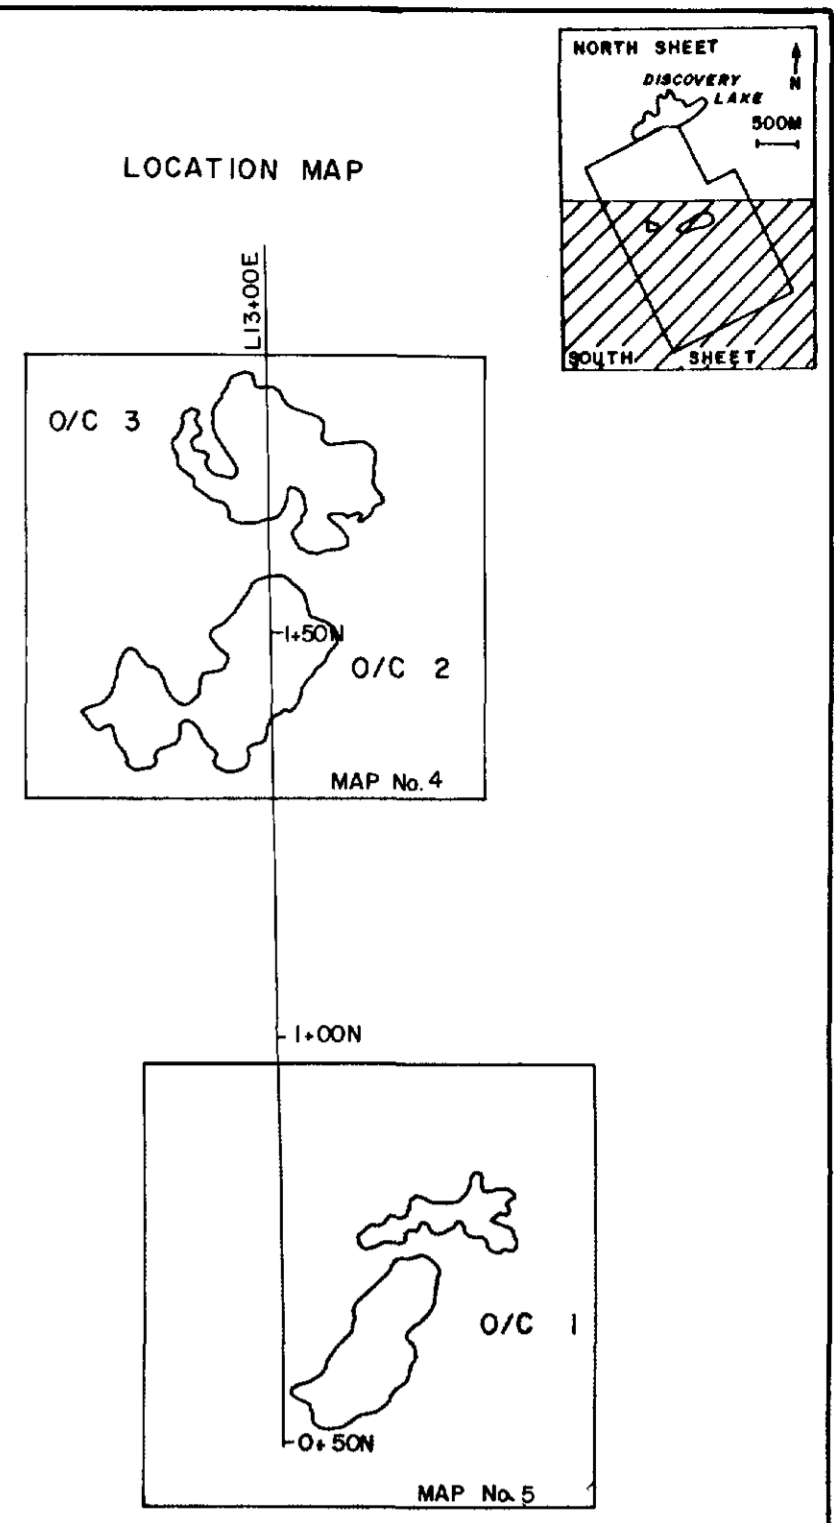 NORTH SHEET
N
DISCOVERY
LAKE
500M
SOUTH SHEET
LOCATION MAP
L13+00E
O/C 3
1+50N
O/C 2
MAP No. 4
1+00N
O/C 1
0+50N
MAP No. 5